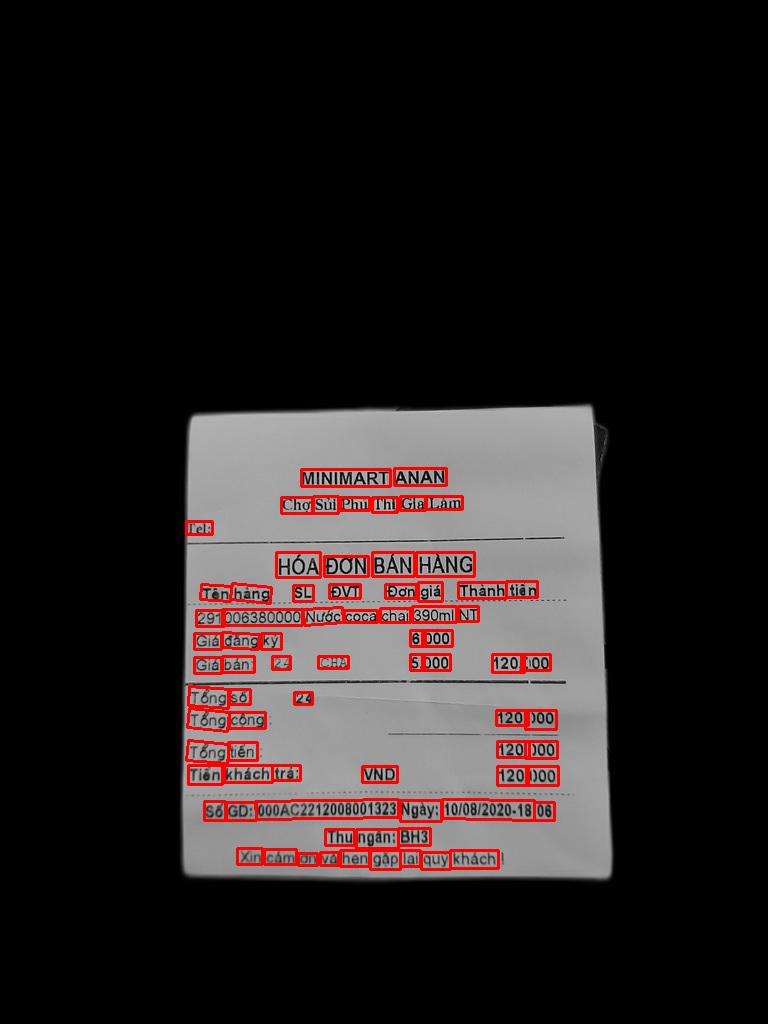 MINIMART ANAN
Chợ Sủi Phú Thị Gia Lâm
Tel:
HÓA ĐƠN BÁN HÀNG
Tên hàng SL ĐVT Đơn giá Thành tiền
291006380000 Nước coca chai 390ml NT
Giá đăng ký 6.000
Giá bán: 24 CHA 5.000 120.000
Tổng số 24
Tổng cộng : 120.000
Tổng tiền : 120.000
Tiền khách trả: VND 120.000
Số GD: 000AC2212008001323 Ngày: 10/08/2020-18:06
Thu ngân: BH3
Xin cảm ơn và hẹn gặp lại quý khách !